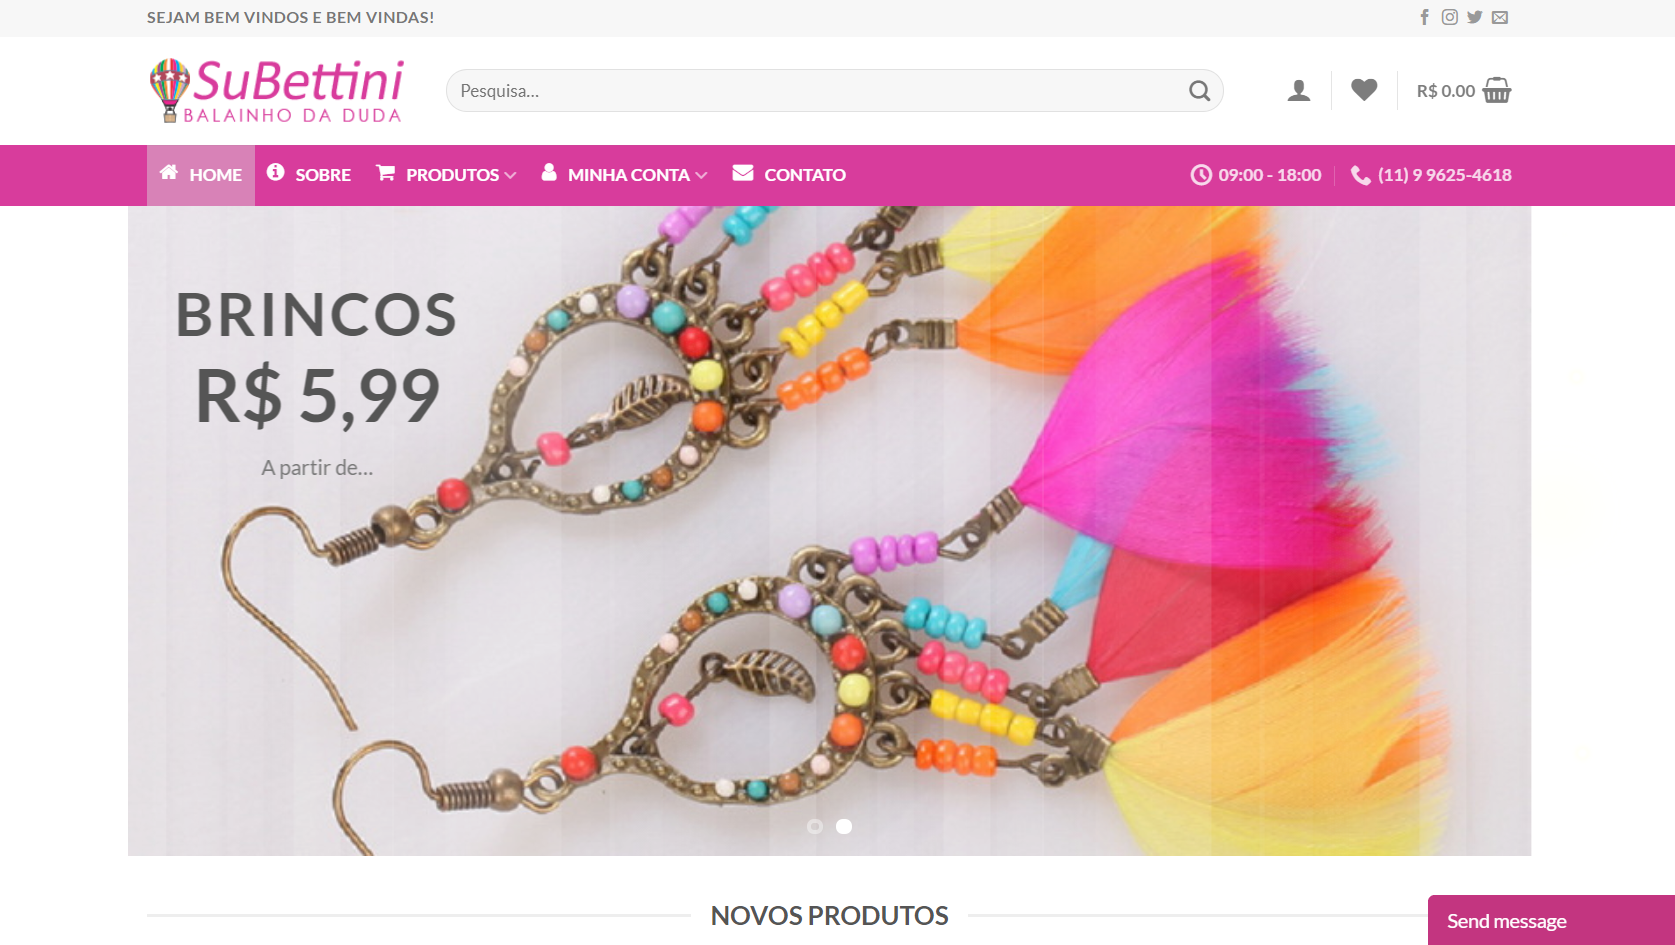 SEJAM BEM VINDOS E BEM VINDAS!
SuBettini
BALAINHO DA DUDA
Pesquisa...
R$ 0.00
HOME SOBRE PRODUTOS MINHA CONTA CONTATO 09:00 - 18:00 (11) 9 9625-4618
BRINCOS
R$ 5,99
A partir de...
NOVOS PRODUTOS
Send message